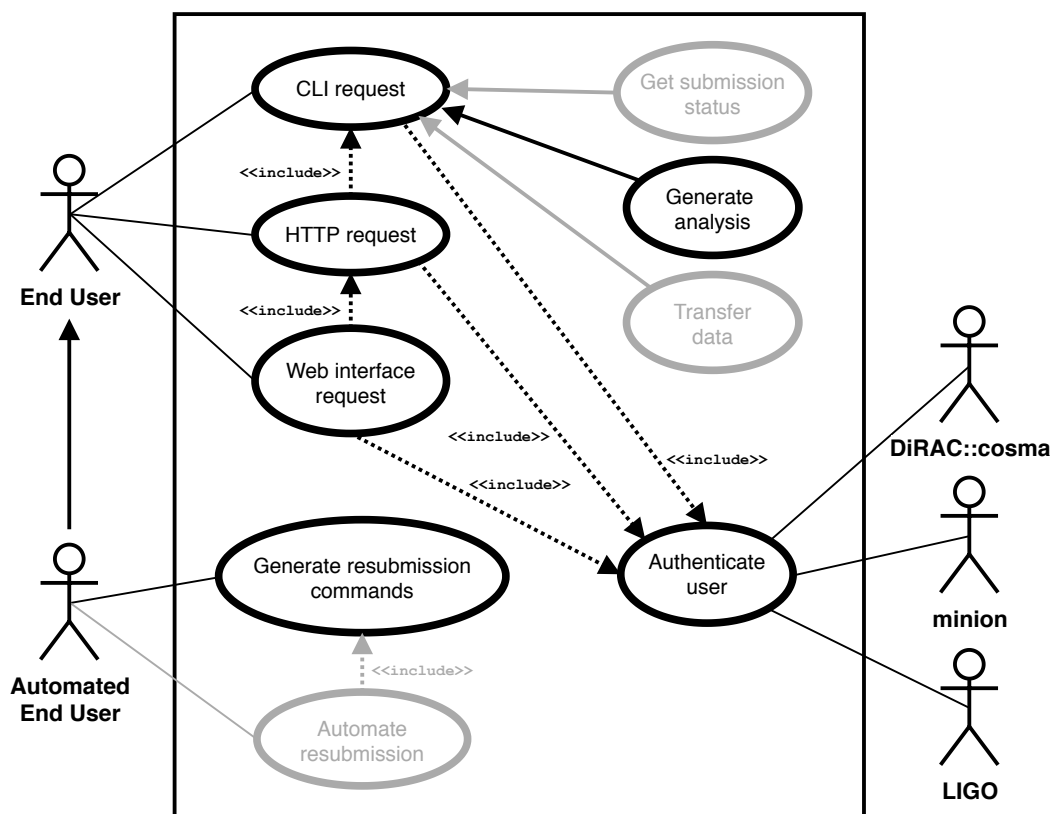 CLI request
Get submission
status
<<include>>
Generate
analysis
HTTP request
End User
<<include>>
Transfer
data
Web interface
request
<<include>>
<<include>>
<<include>>
DiRAC::cosma
Generate resubmission
commands
Authenticate
user
minion
<<include>>
Automated
End User
Automate
resubmission
LIGO